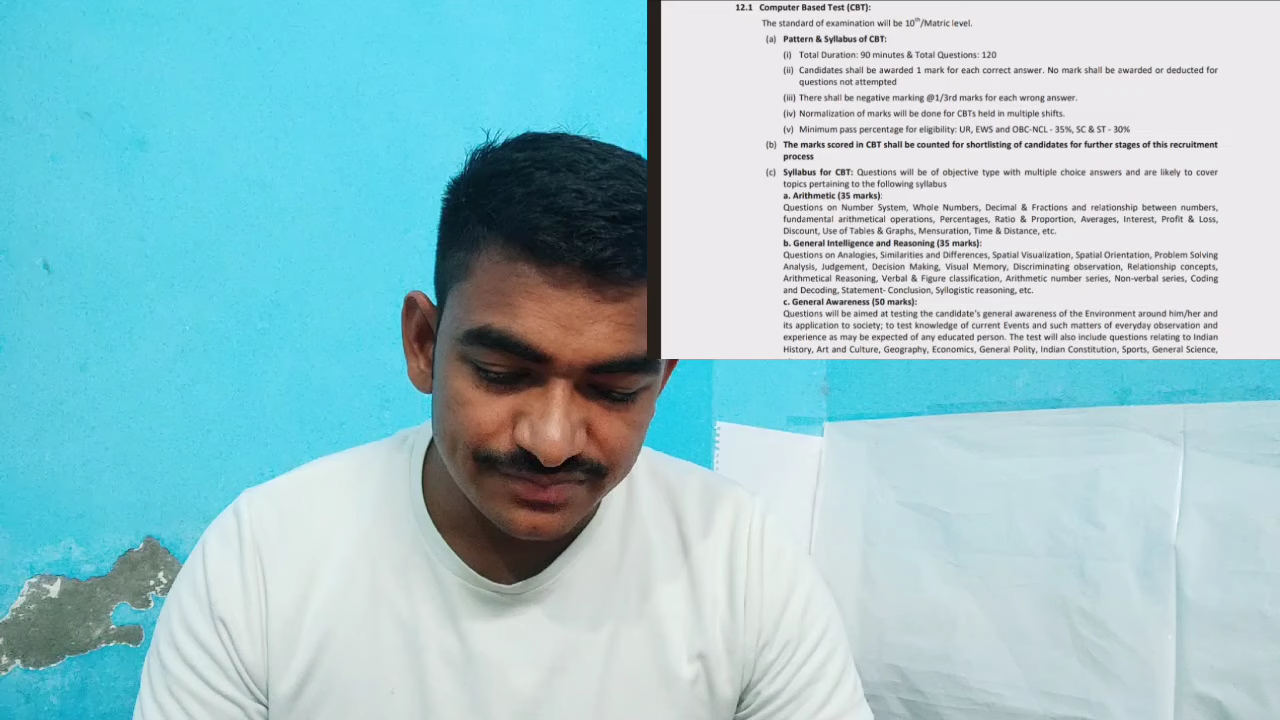 12.1 Computer Based Test (CBT):
The standard of examination will be 10th/Matric level.
(a) Pattern & Syllabus of CBT:
(i) Total Duration: 90 minutes & Total Questions: 120
(ii) Candidates shall be awarded 1 mark for each correct answer. No mark shall be awarded or deducted for
questions not attempted
(iii) There shall be negative marking @1/3rd marks for each wrong answer.
(iv) Normalization of marks will be done for CBTs held in multiple shifts.
(v) Minimum pass percentage for eligibility: UR, EWS and OBC-NCL - 35%, SC & ST - 30%
(b) The marks scored in CBT shall be counted for shortlisting of candidates for further stages of this recruitment
process
(c) Syllabus for CBT: Questions will be of objective type with multiple choice answers and are likely to cover
topics pertaining to the following syllabus
a. Arithmetic (35 marks):
Questions on Number System, Whole Numbers, Decimal & Fractions and relationship between numbers,
fundamental arithmetical operations, Percentages, Ratio & Proportion, Averages, Interest, Profit & Loss,
Discount, Use of Tables & Graphs, Mensuration, Time & Distance, etc.
b. General Intelligence and Reasoning (35 marks):
Questions on Analogies, Similarities and Differences, Spatial Visualization, Spatial Orientation, Problem Solving
Analysis, Judgement, Decision Making, Visual Memory, Discriminating observation, Relationship concepts,
Arithmetical Reasoning, Verbal & Figure classification, Arithmetic number series, Non-verbal series, Coding
and Decoding, Statement- Conclusion, Syllogistic reasoning, etc.
c. General Awareness (50 marks):
Questions will be aimed at testing the candidate's general awareness of the Environment around him/her and
its application to society; to test knowledge of current Events and such matters of everyday observation and
experience as may be expected of any educated person. The test will also include questions relating to Indian
History, Art and Culture, Geography, Economics, General Polity, Indian Constitution, Sports, General Science,